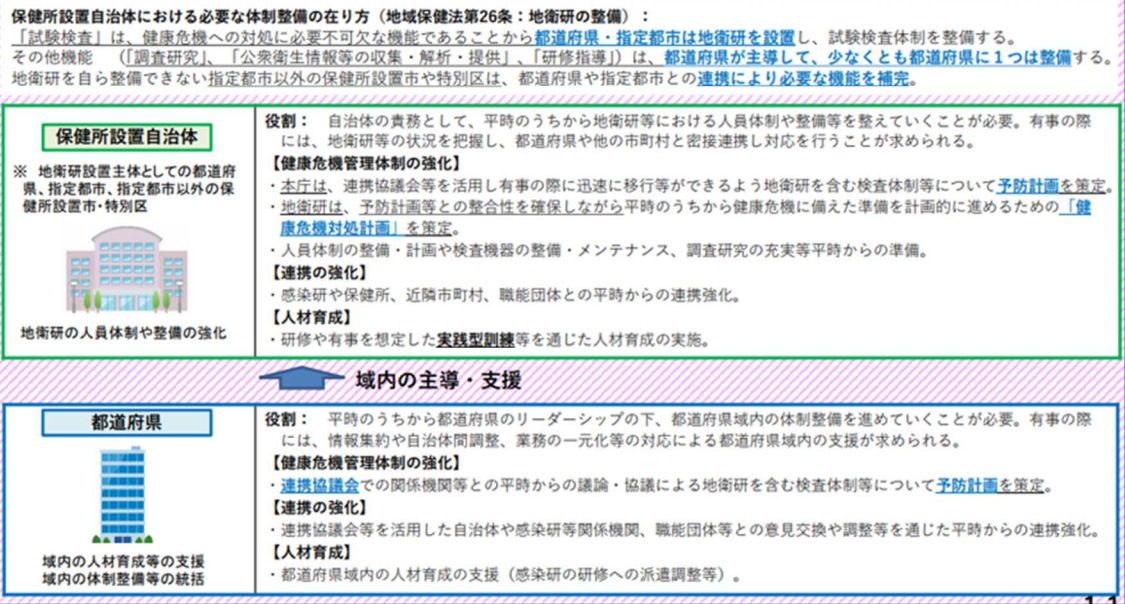 保健所設置自治体における必要な体制整備の在り方（地域保健法第26条：地衛研の整備）：
「試験検査」は、健康危機への対処に必要不可欠な機能であることから都道府県・指定都市は地衛研を設置し、試験検査体制を整備する。
その他機能　（「調査研究」、「公衆衛生情報等の収集・解析・提供」、「研修指導」）は、都道府県が主導して、少なくとも都道府県に１つは整備する。
地衛研を自ら整備できない指定都市以外の保健所設置市や特別区は、都道府県や指定都市との連携により必要な機能を補完。
保健所設置自治体
※　地衛研設置主体としての都道府
県、指定都市、指定都市以外の保
健所設置市・特別区
地衛研の人員体制や整備の強化
役割：　自治体の責務として、平時のうちから地衛研等における人員体制や整備等を整えていくことが必要。有事の際
には、地衛研等の状況を把握し、都道府県や他の市町村と密接連携し対応を行うことが求められる。
【健康危機管理体制の強化】
・本庁は、連携協議会等を活用し有事の際に迅速に移行等ができるよう地衛研を含む検査体制等について予防計画を策定。
・地衛研は、予防計画等との整合性を確保しながら平時のうちから健康危機に備えた準備を計画的に進めるための「健
康危機対処計画」を策定。
・人員体制の整備・計画や検査機器の整備・メンテナンス、調査研究の充実等平時からの準備。
【連携の強化】
・感染研や保健所、近隣市町村、職能団体との平時からの連携強化。
【人材育成】
・研修や有事を想定した実践型訓練等を通じた人材育成の実施。
域内の主導・支援
都道府県
域内の人材育成等の支援
域内の体制整備等の統括
役割：　平時のうちから都道府県のリーダーシップの下、都道府県域内の体制整備を進めていくことが必要。有事の際
には、情報集約や自治体間調整、業務の一元化等の対応による都道府県域内の支援が求められる。
【健康危機管理体制の強化】
・連携協議会での関係機関等との平時からの議論・協議による地衛研を含む検査体制等について予防計画を策定。
【連携の強化】
・連携協議会等を活用した自治体や感染研等関係機関、職能団体等との意見交換や調整等を通じた平時からの連携強化。
【人材育成】
・都道府県域内の人材育成の支援（感染研の研修への派遣調整等）。